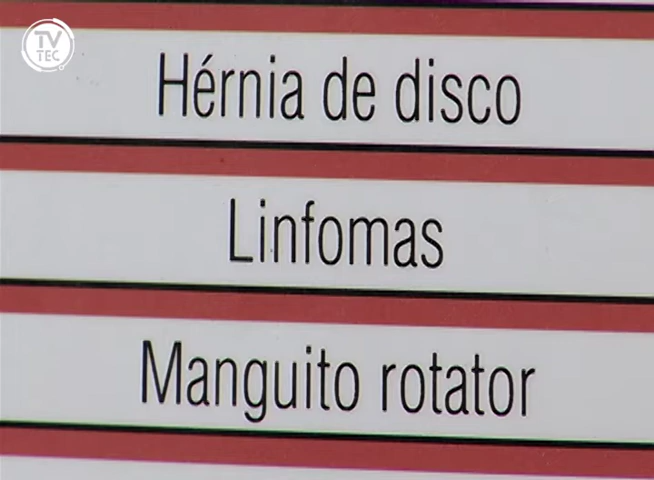 TV
TEC
Hérnia de disco
Linfomas
Manguito rotator